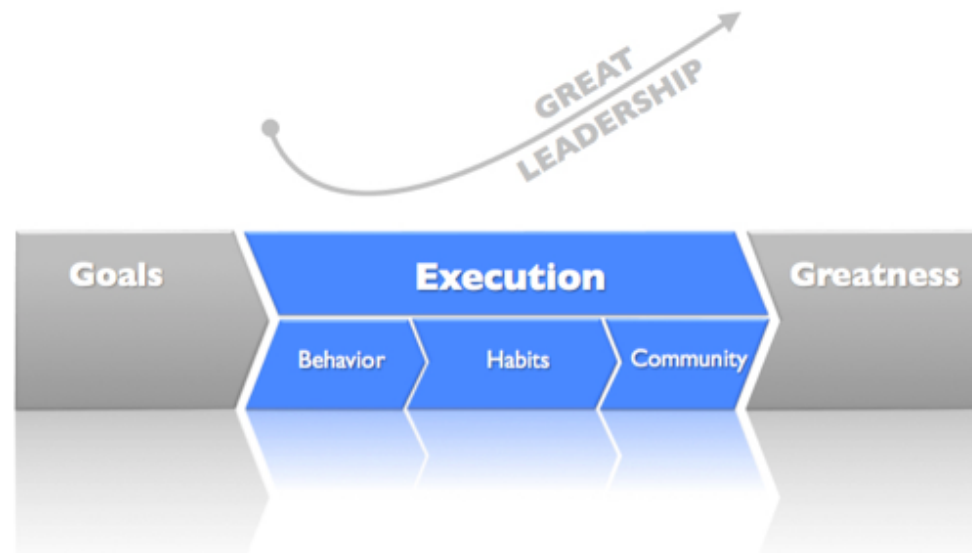 GREAT
LEADERSHIP
Goals
Execution
Greatness
Behavior
Habits
Community